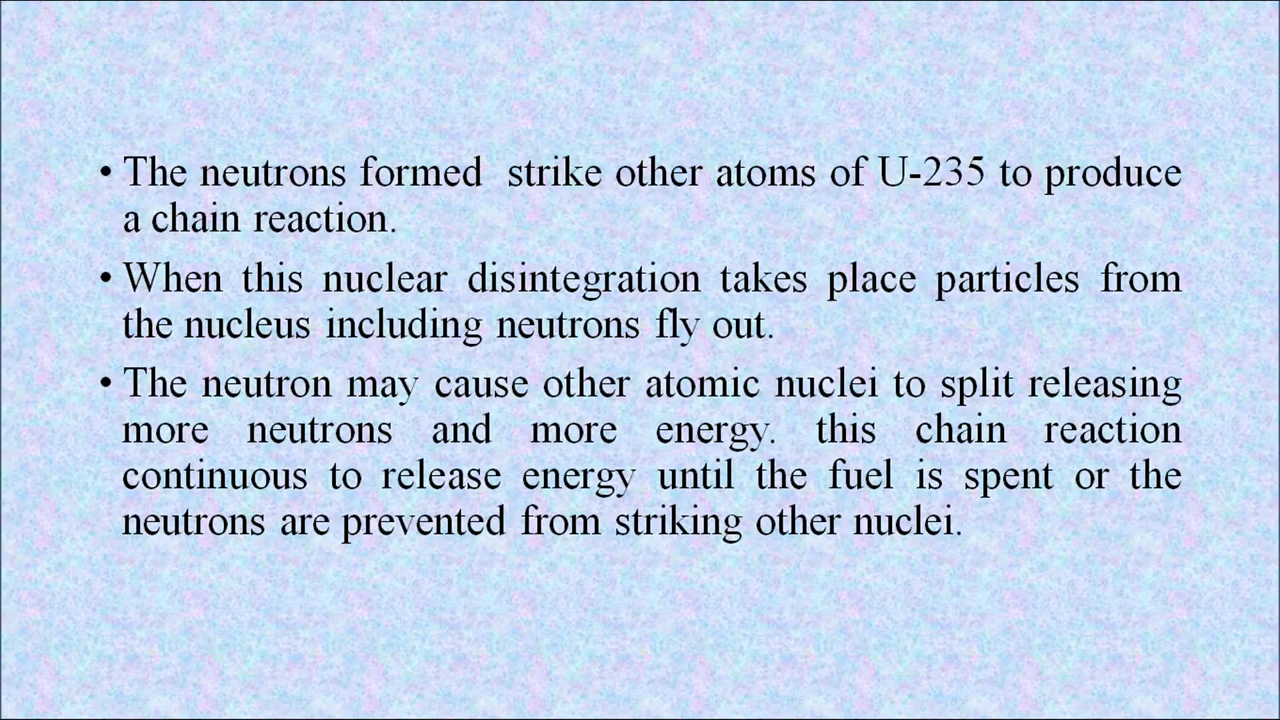 • The neutrons formed  strike other atoms of U-235 to produce
a chain reaction.
• When this nuclear disintegration takes place particles from
the nucleus including neutrons fly out.
• The neutron may cause other atomic nuclei to split releasing
more neutrons and more energy. this chain reaction
continuous to release energy until the fuel is spent or the
neutrons are prevented from striking other nuclei.